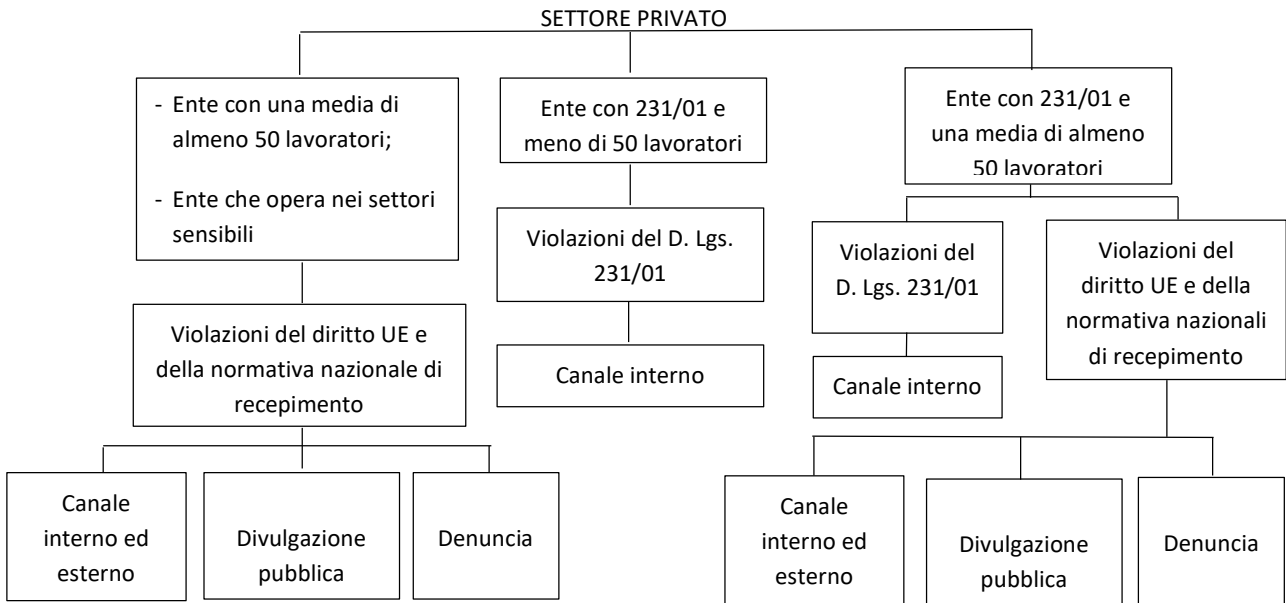 SETTORE PRIVATO
- Ente con una media di
almeno 50 lavoratori;
- Ente che opera nei settori
sensibili
Ente con 231/01 e
meno di 50 lavoratori
Ente con 231/01 e
una media di almeno
50 lavoratori
Violazioni del D. Lgs.
231/01
Violazioni del
D. Lgs. 231/01
Violazioni del
diritto UE e della
normativa nazionali
di recepimento
Violazioni del diritto UE e
della normativa nazionale di
recepimento
Canale interno
Canale interno
Canale
interno ed
esterno
Divulgazione
pubblica
Denuncia
Canale
interno ed
esterno
Divulgazione
pubblica
Denuncia